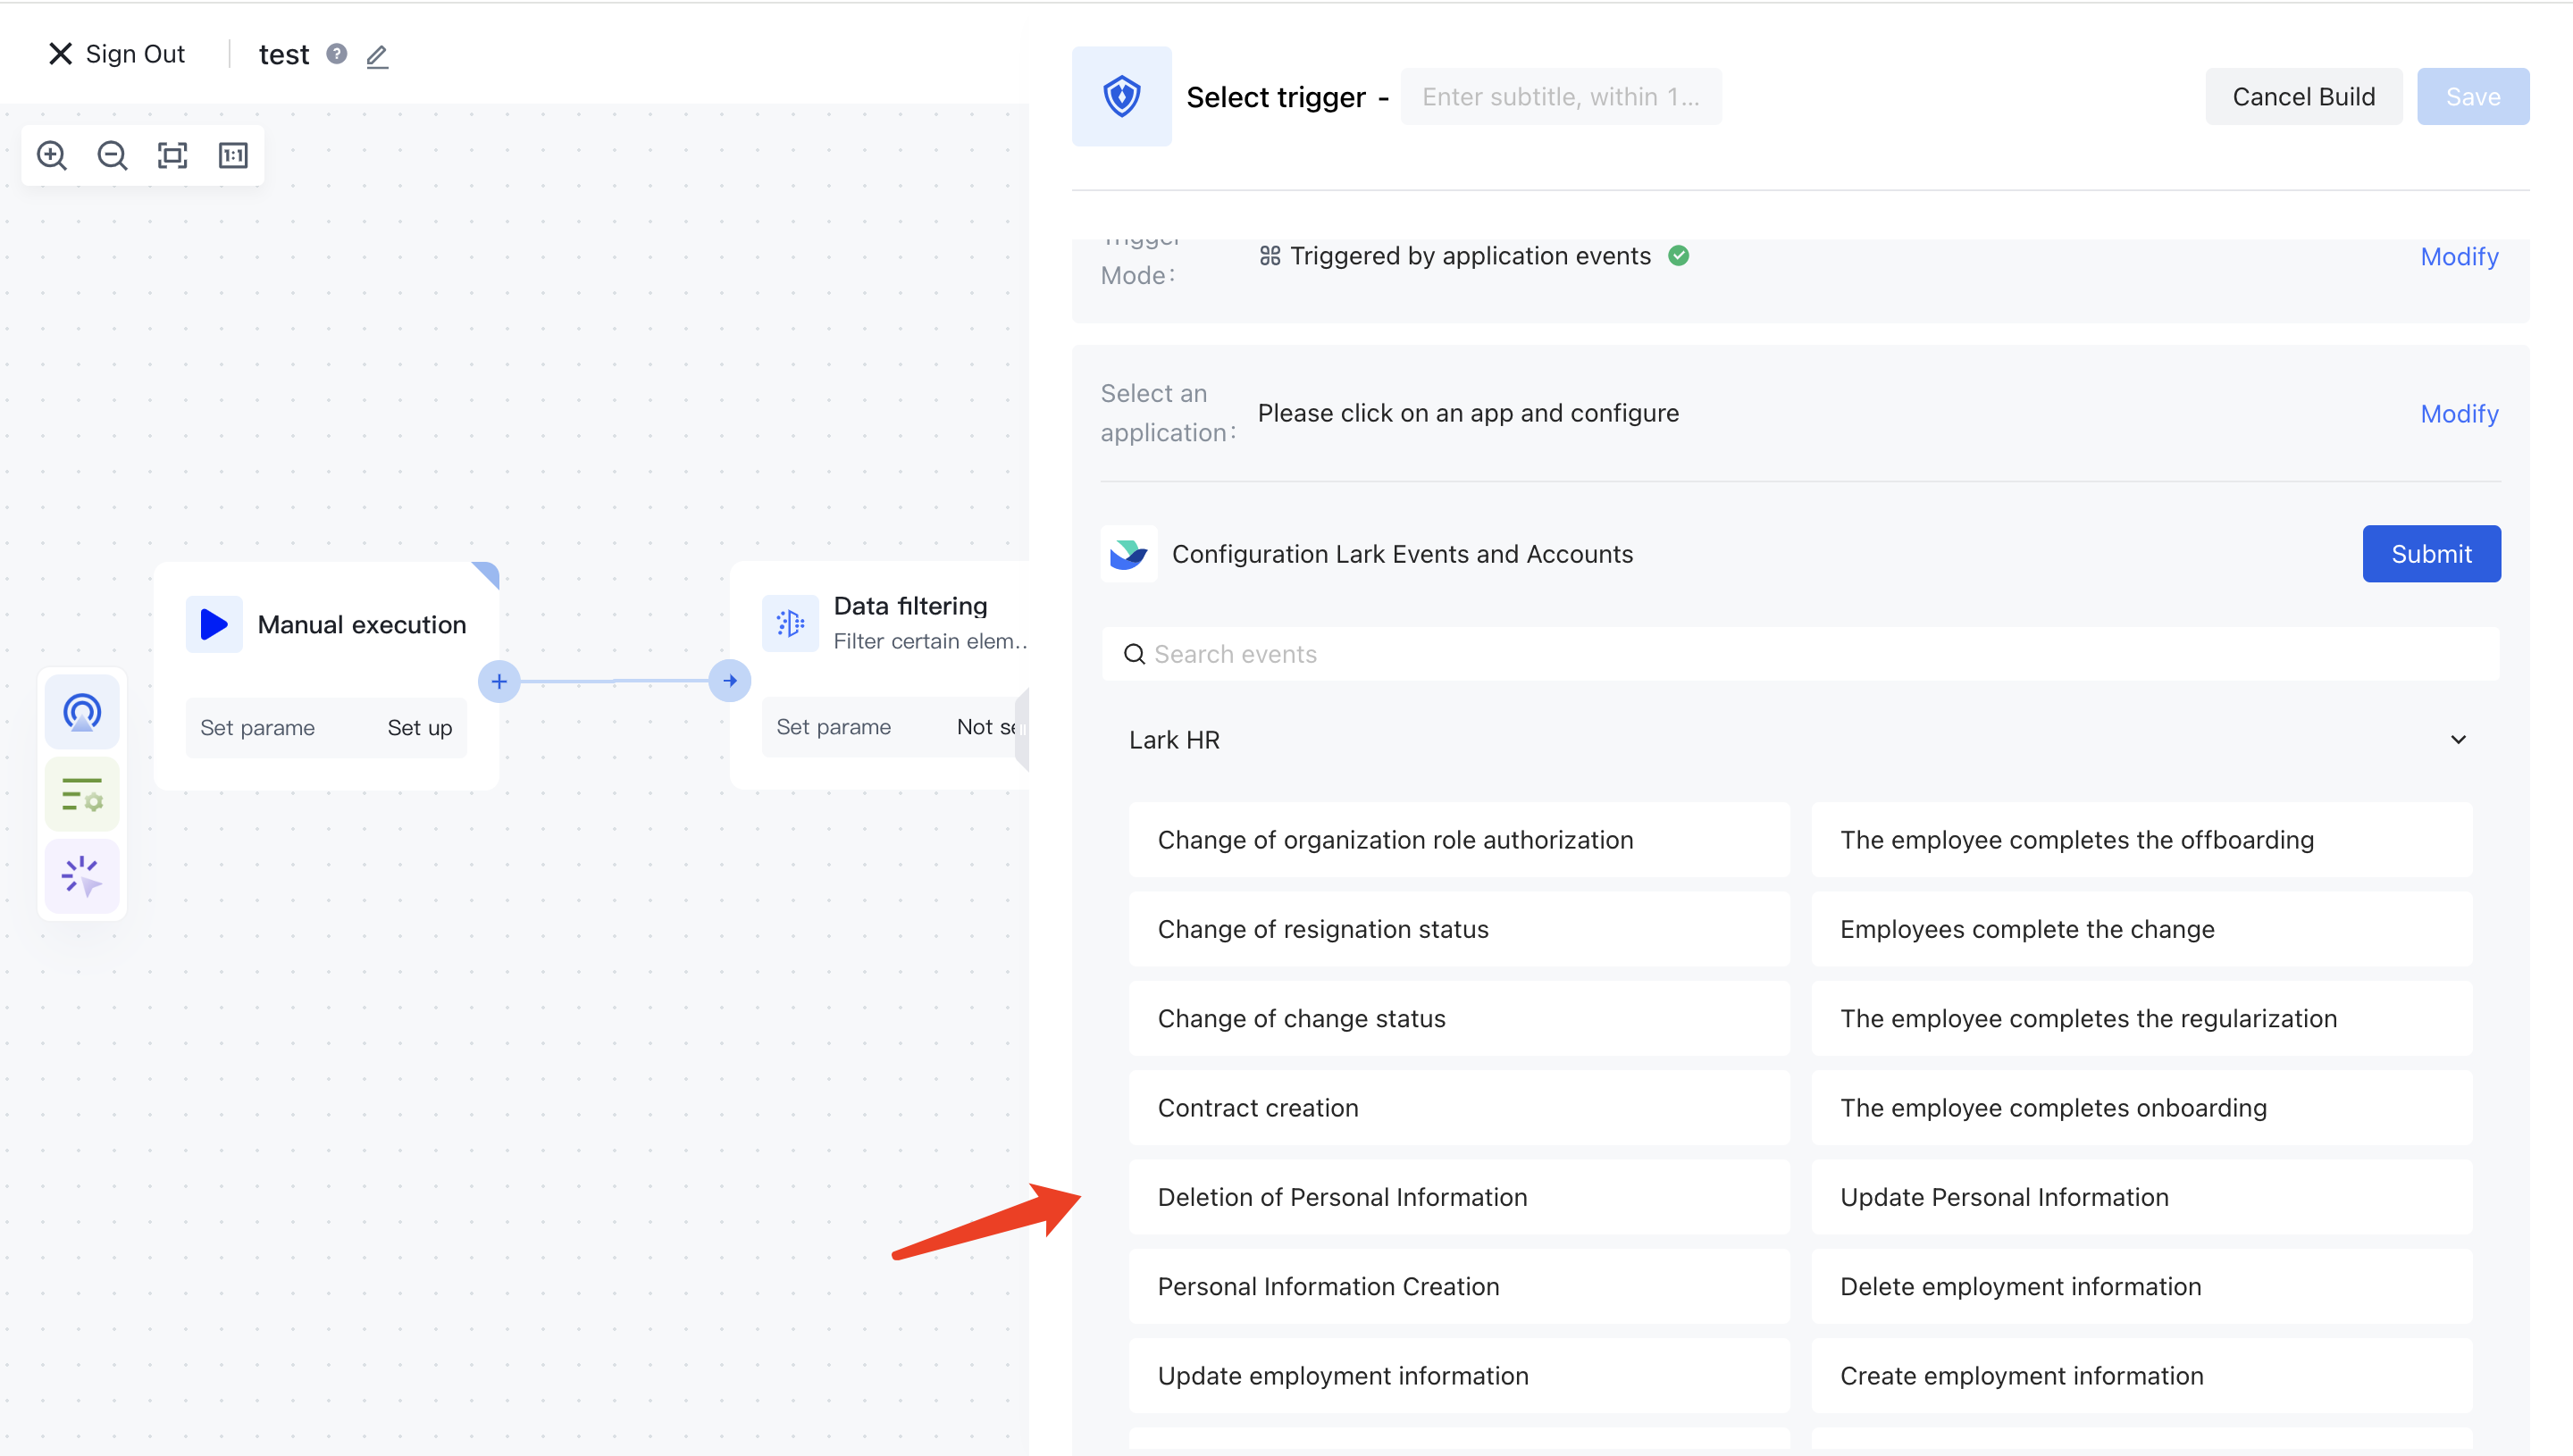 Sign Out
test
1:1
Manual execution
Set parame
Set up
Data filtering
Filter certain elem..
Set parame
Select trigger -
Enter subtitle, within 1...
Cancel Build
Save
Trigger
Mode:
Triggered by application events
Modify
Select an
application:
Please click on an app and configure
Modify
Configuration Lark Events and Accounts
Submit
Search events
Lark HR
Change of organization role authorization
The employee completes the offboarding
Change of resignation status
Employees complete the change
Change of change status
The employee completes the regularization
Contract creation
The employee completes onboarding
Deletion of Personal Information
Update Personal Information
Personal Information Creation
Delete employment information
Update employment information
Create employment information